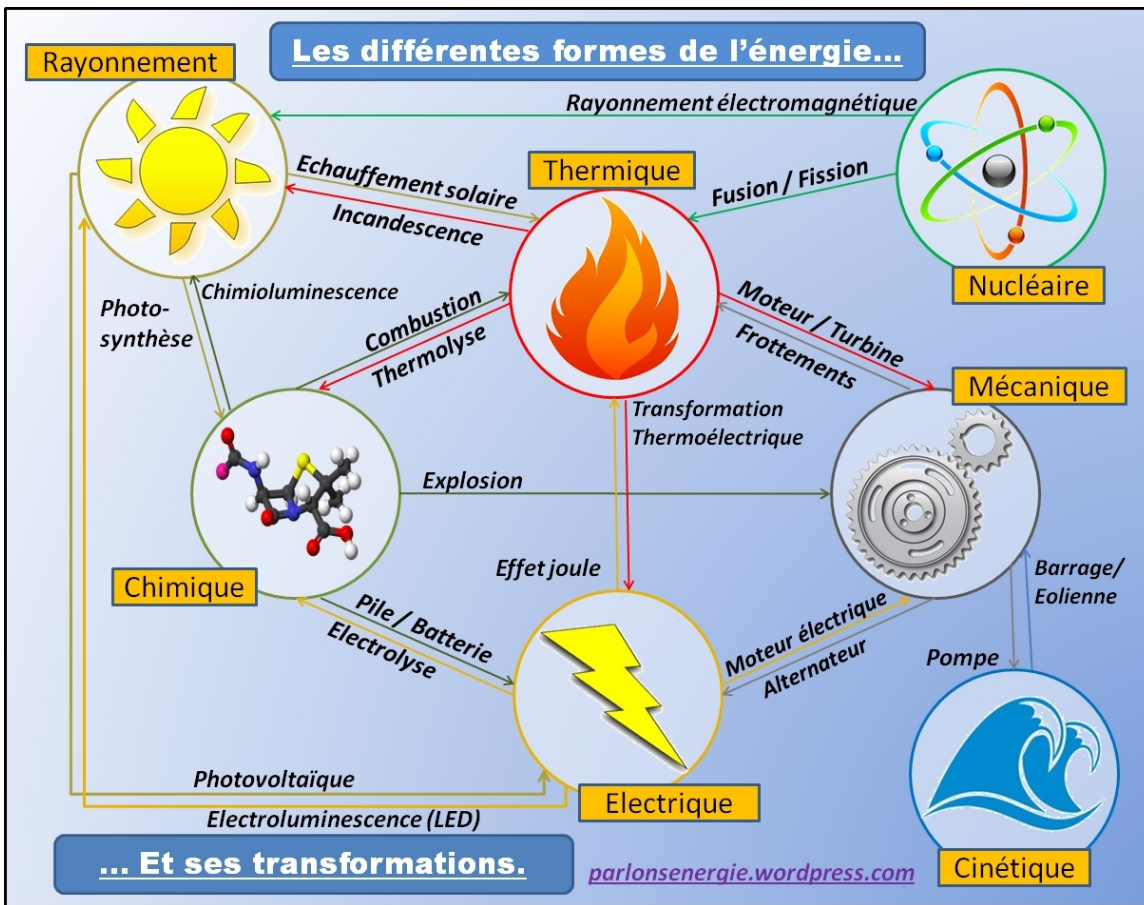 Les différentes formes de l'énergie...
Rayonnement
Rayonnement électromagnétique
Thermique
Echauffement solaire
Incandescence
Fusion / Fission
Nucléaire
Chimioluminescence
Photo-
synthèse
Combustion
Thermolyse
Moteur / Turbine
Frottements
Mécanique
Transformation
Thermoélectrique
Explosion
Effet joule
Chimique
Barrage/
Eolienne
Pile / Batterie
Electrolyse
Moteur électrique
Alternateur
Pompe
Photovoltaïque
Electrique
Electroluminescence (LED)
... Et ses transformations.
parlonsenergie.wordpress.com
Cinétique